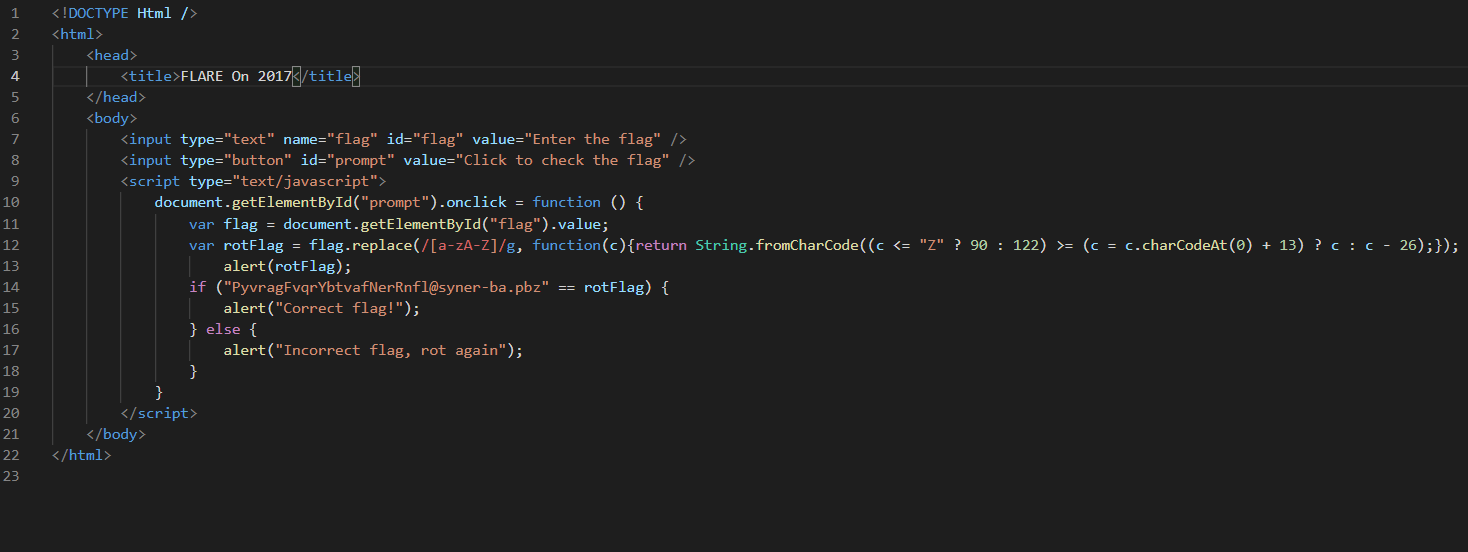 1 <!DOCTYPE Html />
2 <html>
3 <head>
4 <title>FLARE On 2017</title>
5 </head>
6 <body>
7 <input type="text" name="flag" id="flag" value="Enter the flag" />
8 <input type="button" id="prompt" value="Click to check the flag" />
9 <script type="text/javascript">
10 document.getElementById("prompt").onclick = function () {
11 var flag = document.getElementById("flag").value;
12 var rotFlag = flag.replace(/[a-zA-Z]/g, function(c){return String.fromCharCode((c <= "Z" ? 90 : 122) >= (c = c.charCodeAt(0) + 13) ? c : c - 26);});
13 alert(rotFlag);
14 if ("PyvragFvqrYbtvafNerRnfl@syner-ba.pbz" == rotFlag) {
15 alert("Correct flag!");
16 } else {
17 alert("Incorrect flag, rot again");
18 }
19 }
20 </script>
21 </body>
22 </html>
23